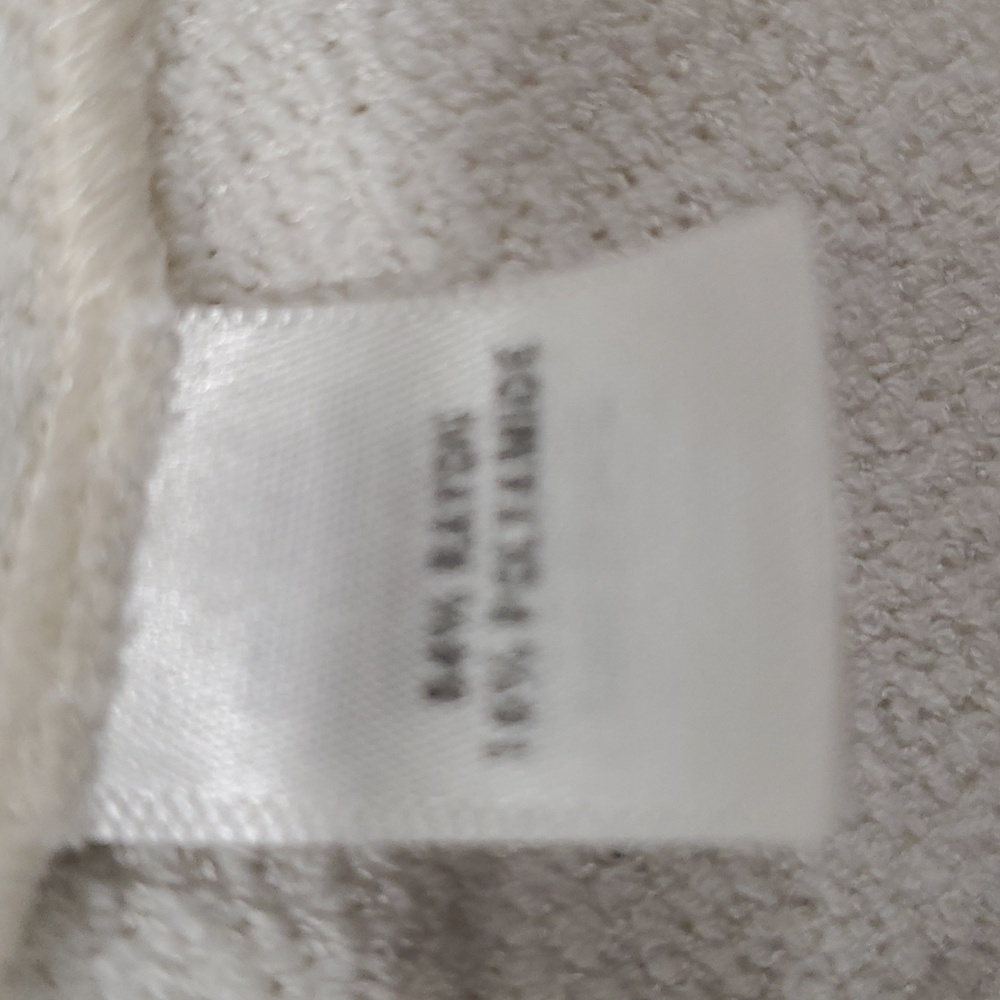 84% RAYON
16% POLYAMIDE